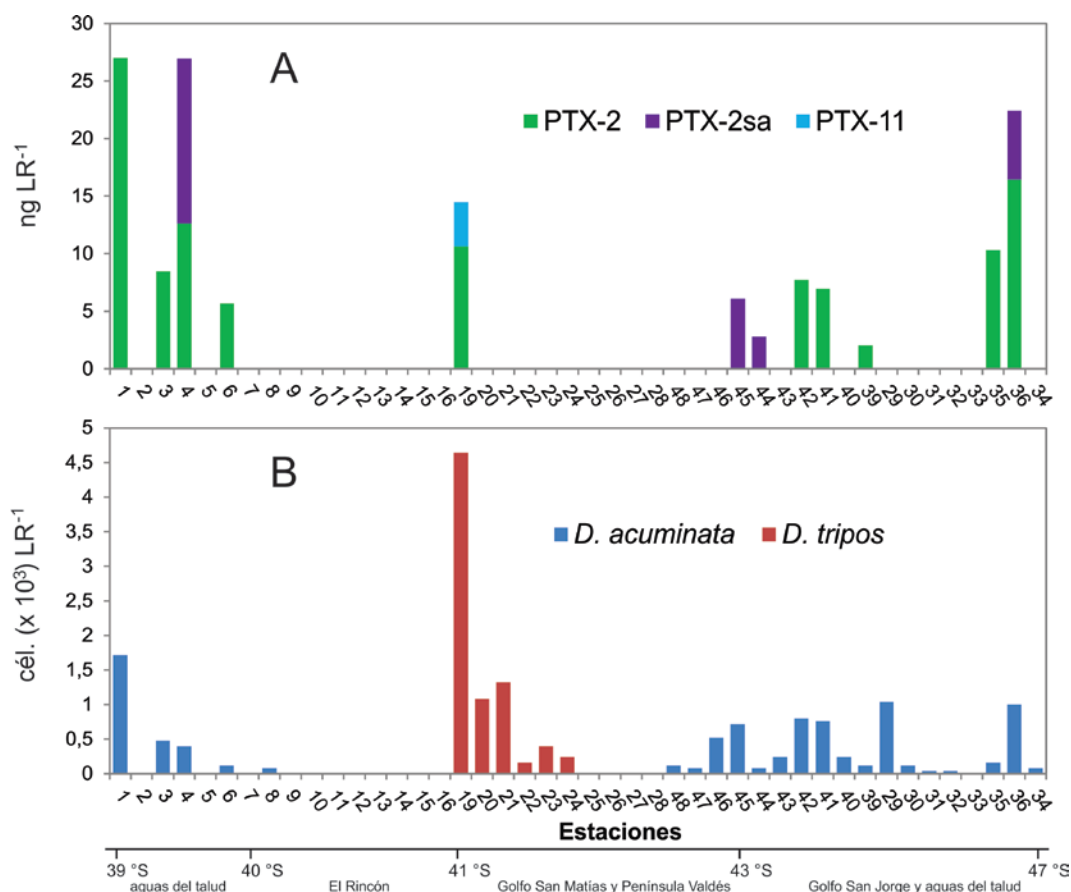 A
ng LR-1
30
25
20
15
10
5
0
PTX-2 PTX-2sa PTX-11
1 2 3 4 5 6 7 8 9 10 11 12 13 14 15 16 19 20 21 22 23 24 25 26 27 28 48 47 46 45 44 43 42 41 40 39 29 30 31 32 33 35 36 34
B
cél. (x 10³) LR-1
4,5
4
3,5
3
2,5
2
1,5
1
0,5
0
D. acuminata D. tripos
1 2 3 4 5 6 7 8 9 10 11 12 13 14 15 16 19 20 21 22 23 24 25 26 27 28 48 47 46 45 44 43 42 41 40 39 29 30 31 32 33 35 36 34
Estaciones
39 °S 40 °S 41 °S 43 °S 47 °S
aguas del talud El Rincón Golfo San Matías y Península Valdés Golfo San Jorge y aguas del talud